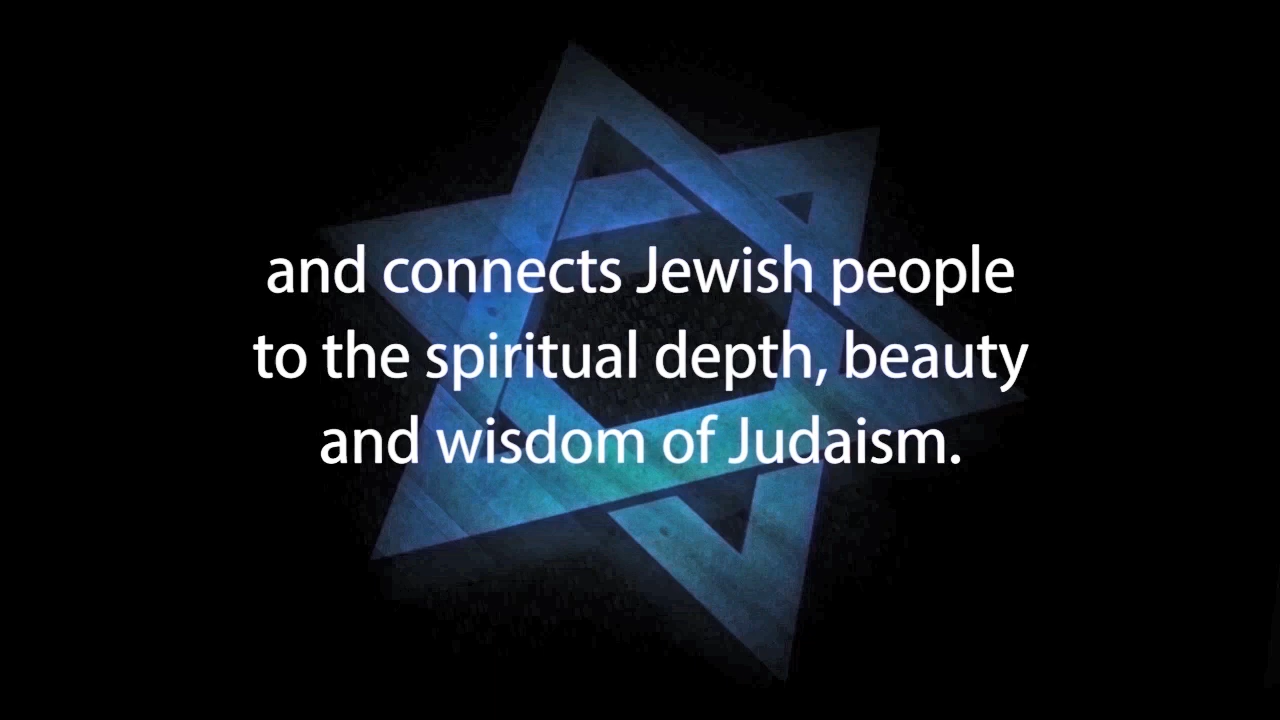 and connects Jewish people
to the spiritual depth, beauty
and wisdom of Judaism.